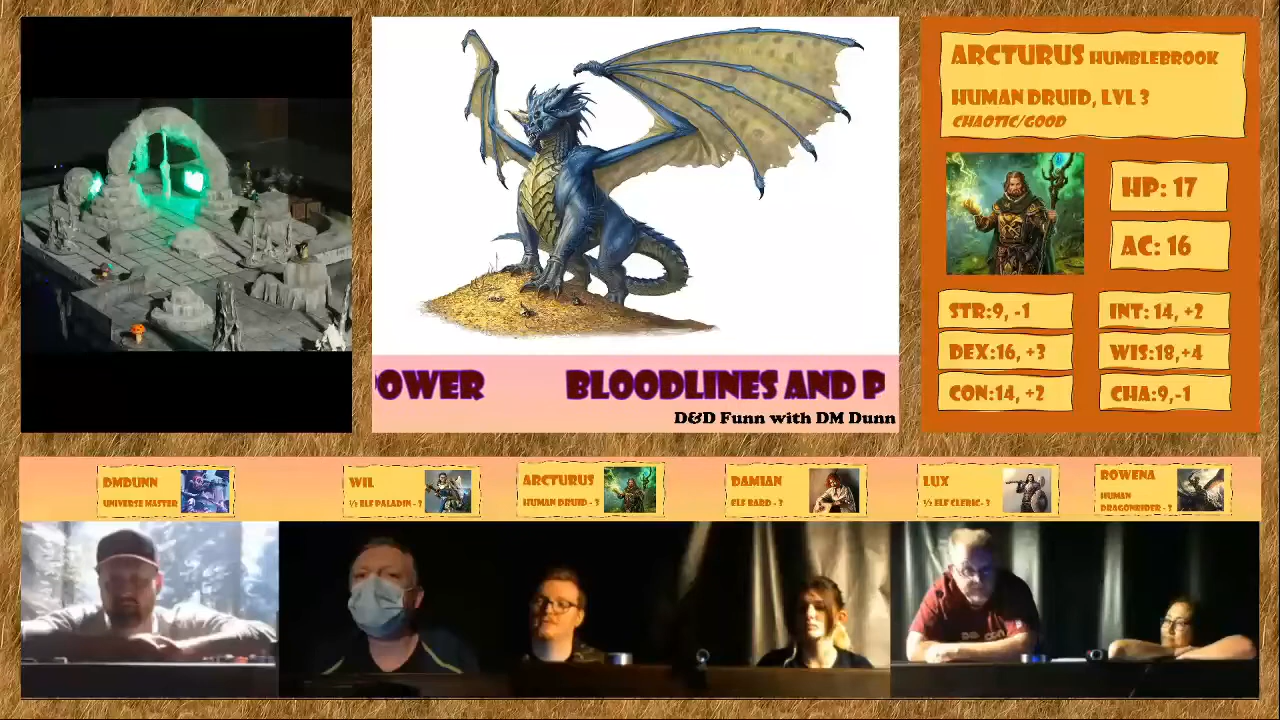 ARCTURUS HUMBLEBROOK
HUMAN DRUID, LVL 3
CHAOTIC/GOOD
HP: 17
AC: 16
STR:9, -1
INT: 14, +2
DEX:16, +3
WIS:18,+4
CON:14, +2
CHA:9,-1
OWER BLOODLINES AND P
D&D Funn with DM Dunn
DMDUNN
UNIVERSE MASTER
WIL
½ ELF PALADIN - 3
ARCTURUS
HUMAN DRUID - 3
DAMIAN
ELF BARD - 3
LUX
½ ELF CLERIC- 3
ROWENA
HUMAN
DRAGONRIDER - 3